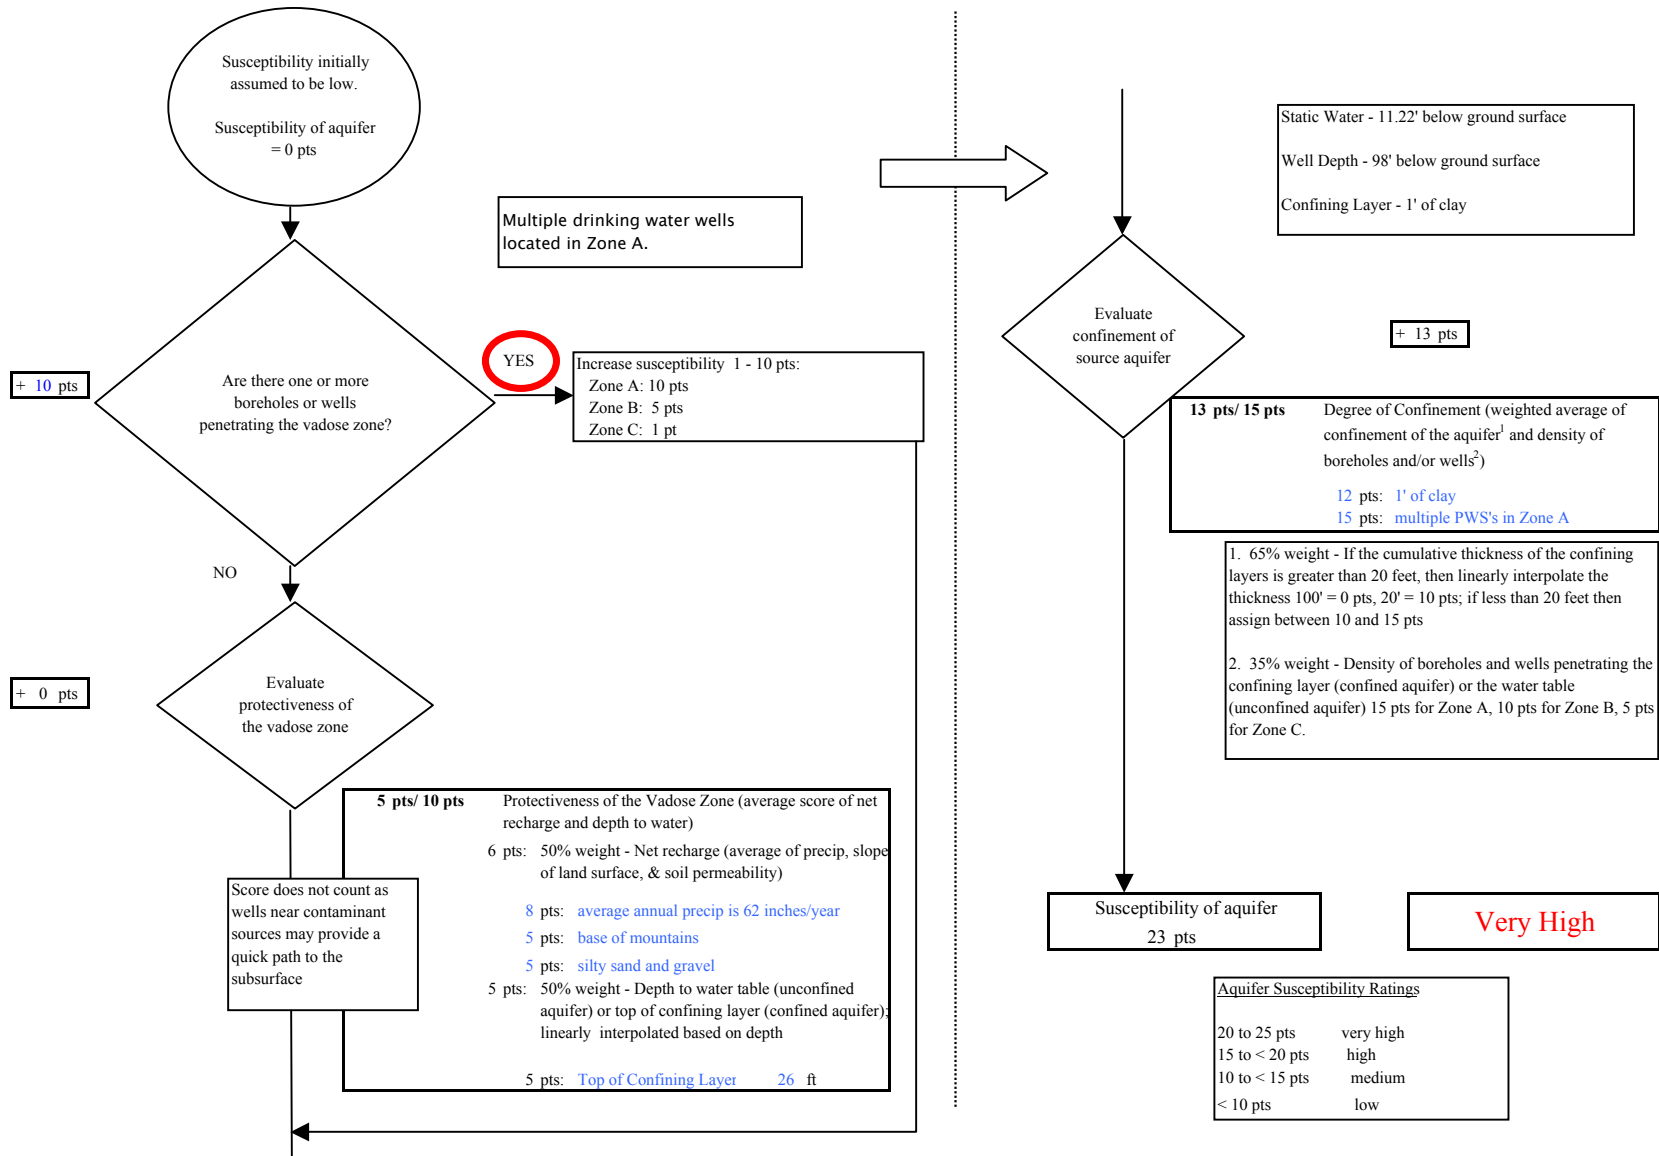 Susceptibility initially
assumed to be low.
Susceptibility of aquifer
= 0 pts
Multiple drinking water wells
located in Zone A.
+ 10 pts
Are there one or more
boreholes or wells
penetrating the vadose zone?
YES
Increase susceptibility 1 - 10 pts:
Zone A: 10 pts
Zone B: 5 pts
Zone C: 1 pt
NO
+ 0 pts
Evaluate
protectiveness of
the vadose zone
5 pts/ 10 pts Protectiveness of the Vadose Zone (average score of net
recharge and depth to water)
6 pts: 50% weight - Net recharge (average of precip, slope
of land surface, & soil permeability)
8 pts: average annual precip is 62 inches/year
5 pts: base of mountains
5 pts: silty sand and gravel
5 pts: 50% weight - Depth to water table (unconfined
aquifer) or top of confining layer (confined aquifer);
linearly interpolated based on depth
5 pts: Top of Confining Layer 26 ft
Score does not count as
wells near contaminant
sources may provide a
quick path to the
subsurface
Static Water - 11.22' below ground surface
Well Depth - 98' below ground surface
Confining Layer - 1' of clay
Evaluate
confinement of
source aquifer
+ 13 pts
13 pts/ 15 pts Degree of Confinement (weighted average of
confinement of the aquifer1 and density of
boreholes and/or wells2)
12 pts: 1' of clay
15 pts: multiple PWS's in Zone A
1. 65% weight - If the cumulative thickness of the confining
layers is greater than 20 feet, then linearly interpolate the
thickness 100' = 0 pts, 20' = 10 pts; if less than 20 feet then
assign between 10 and 15 pts
2. 35% weight - Density of boreholes and wells penetrating the
confining layer (confined aquifer) or the water table
(unconfined aquifer) 15 pts for Zone A, 10 pts for Zone B, 5 pts
for Zone C.
Susceptibility of aquifer
23 pts
Very High
Aquifer Susceptibility Ratings
20 to 25 pts very high
15 to < 20 pts high
10 to < 15 pts medium
< 10 pts low